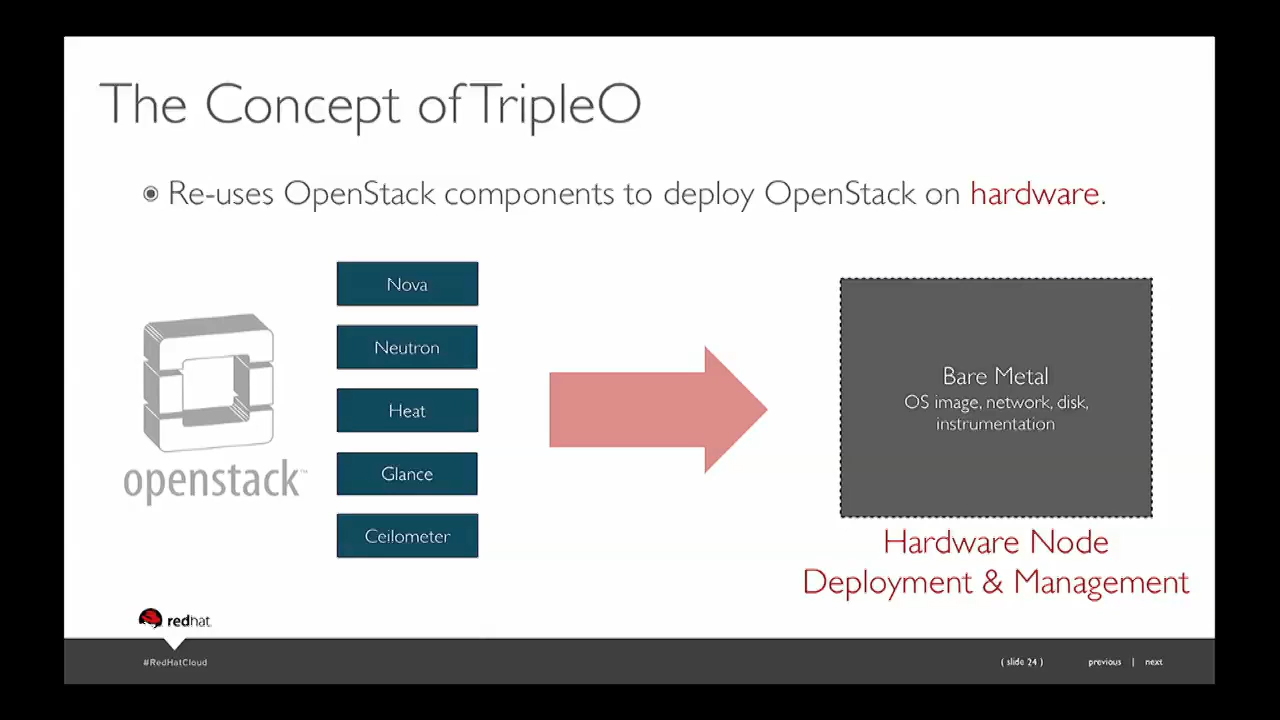 The Concept of TripleO
Re-uses OpenStack components to deploy OpenStack on hardware.
Nova
Neutron
Heat
Glance
Ceilometer
openstack™
Bare Metal
OS image, network, disk,
instrumentation
Hardware Node
Deployment & Management
redhat.
#RedHatCloud
( slide 24 )
previous | next